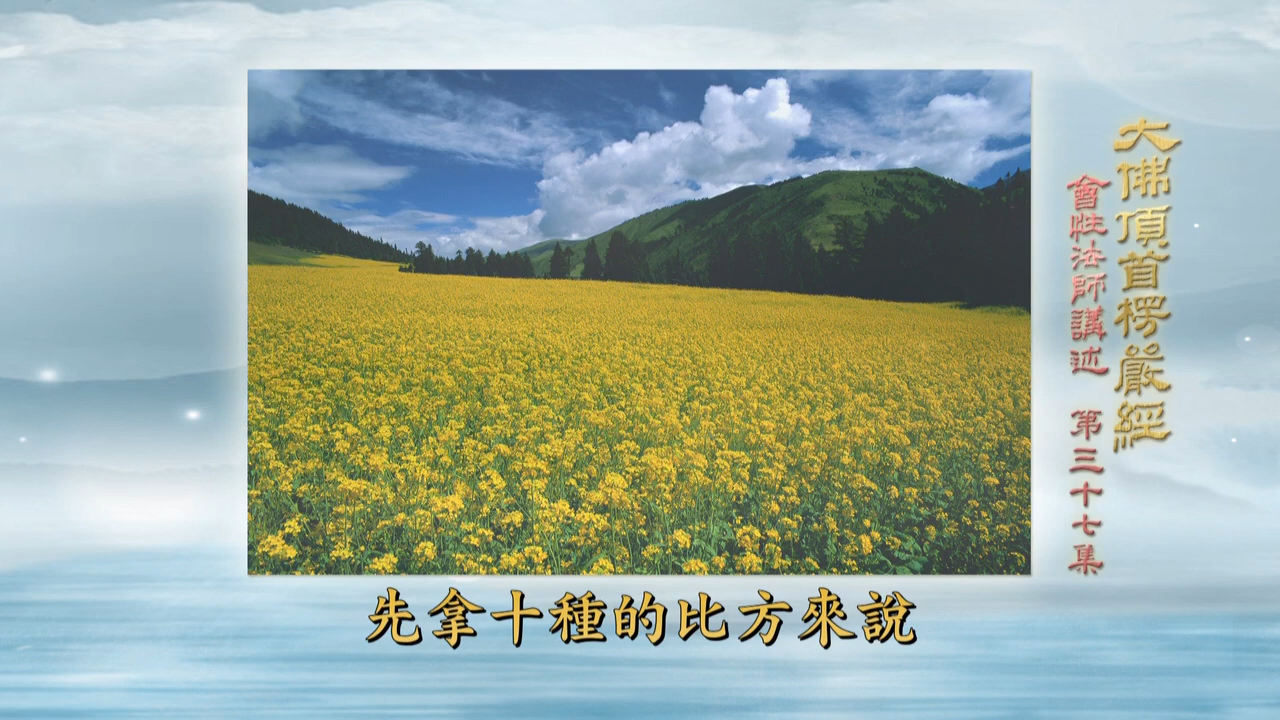 大佛頂首楞嚴經
會性法師講述 第三十七集
先拿十種的比方來說